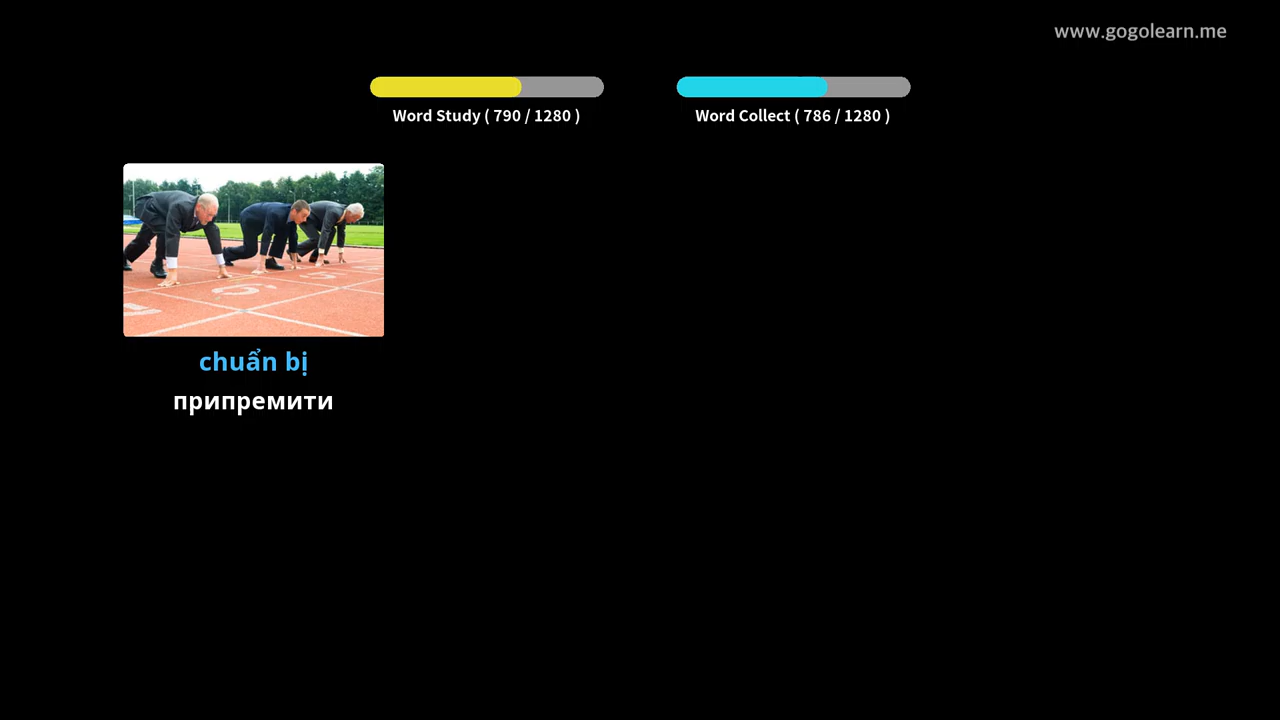 www.gogolearn.me
Word Study ( 790 / 1280 )
Word Collect ( 786 / 1280 )
chuẩn bị
припремити